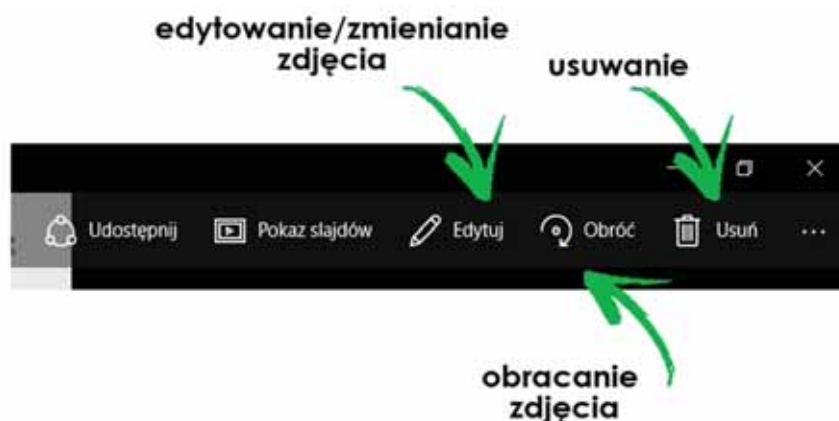 edytowanie/zmienianie
zdjęcia
usuwanie
Udostępnij Pokaz slajdów Edytuj Obróć Usuń ...
obracanie
zdjęcia